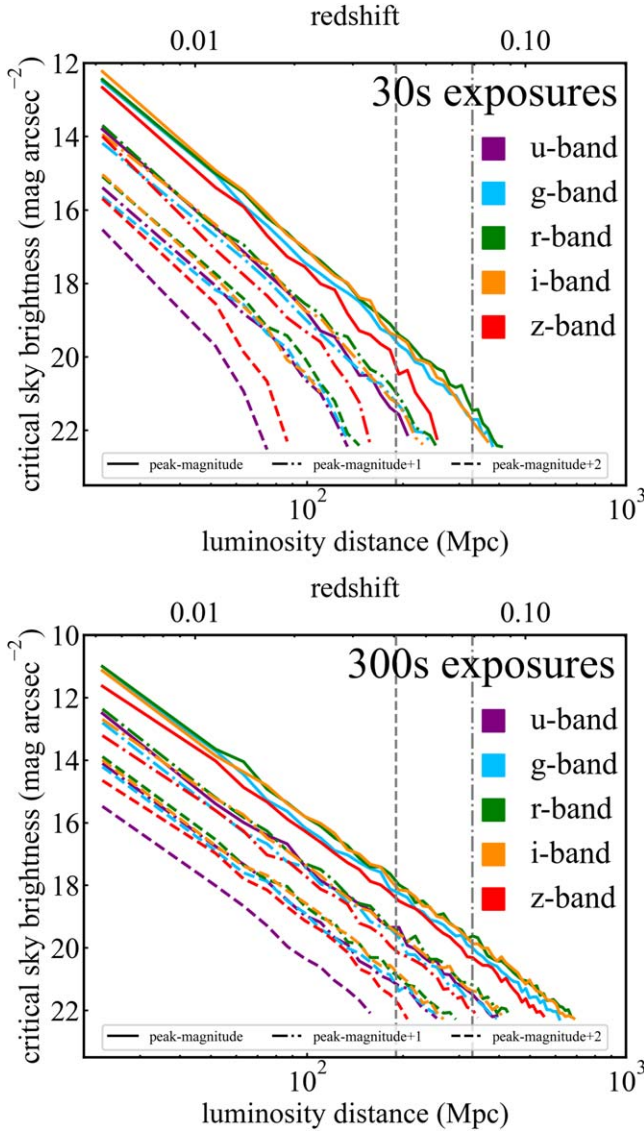 redshift
0.01 0.10
12
14
16
18
20
22
critical sky brightness (mag arcsec⁻²)
30s exposures
u-band
g-band
r-band
i-band
z-band
peak-magnitude peak-magnitude+1 peak-magnitude+2
10² 10³
luminosity distance (Mpc)
redshift
0.01 0.10
10
12
14
16
18
20
22
critical sky brightness (mag arcsec⁻²)
300s exposures
u-band
g-band
r-band
i-band
z-band
peak-magnitude peak-magnitude+1 peak-magnitude+2
10² 10³
luminosity distance (Mpc)